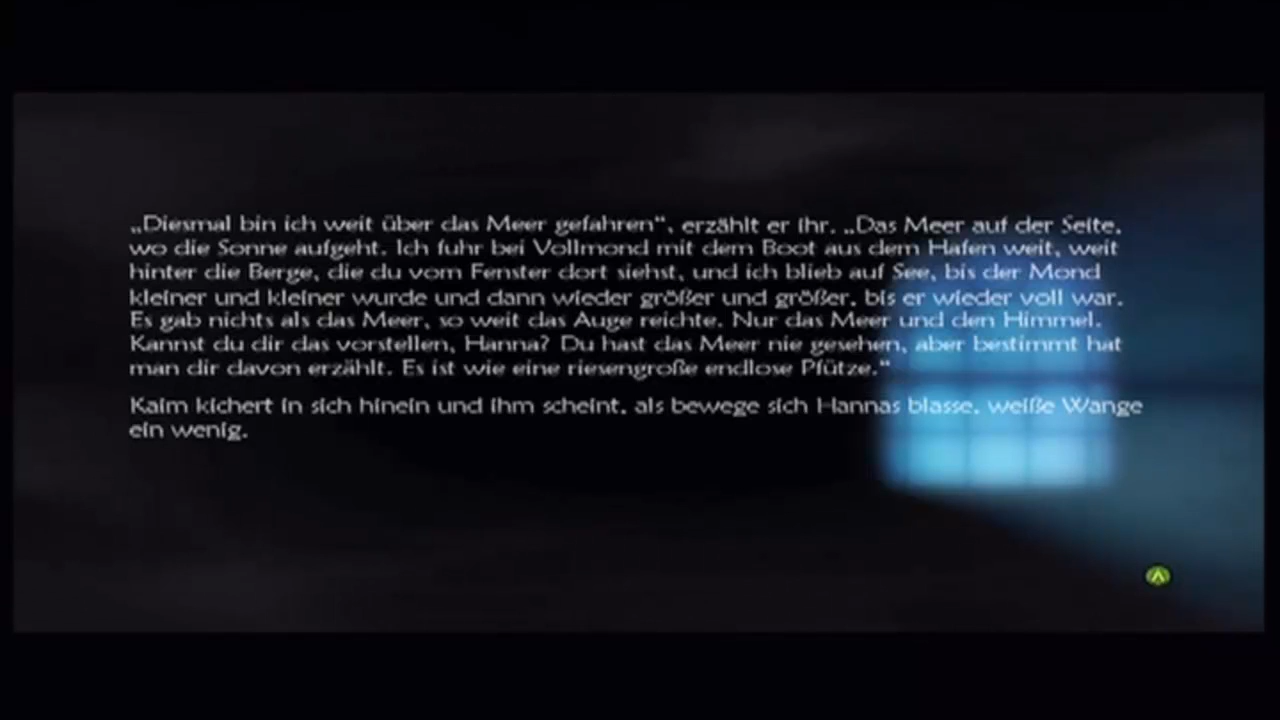 „Diesmal bin ich weit über das Meer gefahren“, erzählt er ihr. „Das Meer auf der Seite,
wo die Sonne aufgeht. Ich fuhr bei Vollmond mit dem Boot aus dem Hafen weit, weit
hinter die Berge, die du vom Fenster dort siehst, und ich blieb auf See, bis der Mond
kleiner und kleiner wurde und dann wieder größer und größer, bis er wieder voll war.
Es gab nichts als das Meer, so weit das Auge reichte. Nur das Meer und den Himmel.
Kannst du dir das vorstellen, Hanna? Du hast das Meer nie gesehen, aber bestimmt hat
man dir davon erzählt. Es ist wie eine riesengroße endlose Pfütze.“
Kaim kichert in sich hinein und ihm scheint, als bewege sich Hannas blasse, weiße Wange
ein wenig.